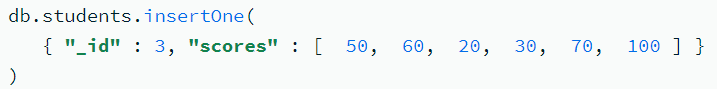 db.students.insertOne(
{ "_id" : 3, "scores" : [ 50, 60, 20, 30, 70, 100 ] }
)